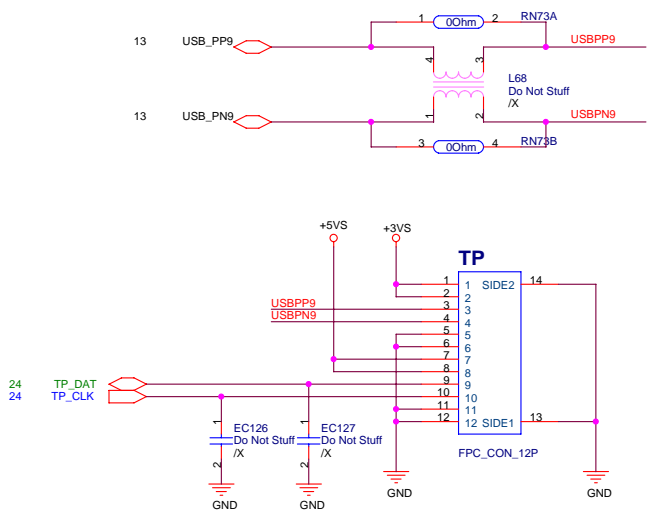 1 0Ohm 2 RN73A
13 USB_PP9 USBPP9
4 3
L68
Do Not Stuff
/X
1 2
13 USB_PN9 USBPN9
3 0Ohm 4 RN73B
+5VS +3VS
TP
1 1 SIDE2 14
2 2
USBPP9 3 3
USBPN9 4 4
5 5
6 6
7 7
8 8
24 TP_DAT 9 9
24 TP_CLK 10 10
11 11
12 12 SIDE1 13
1 EC126 1 EC127
Do Not Stuff Do Not Stuff
/X /X
2 2
FPC_CON_12P
GND GND GND GND